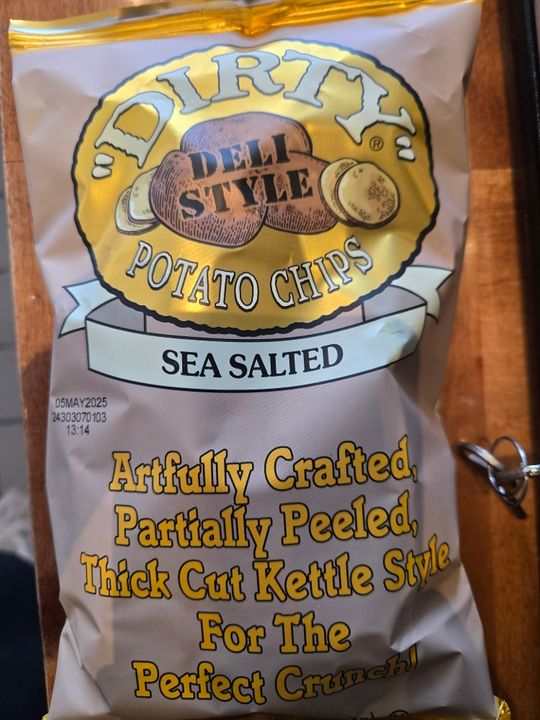 "DIRTY"®
DELI
STYLE
POTATO CHIPS
SEA SALTED
05MAY2025
24303070103
13:14
Artfully Crafted,
Partially Peeled,
Thick Cut Kettle Style
For The
Perfect Crunch!